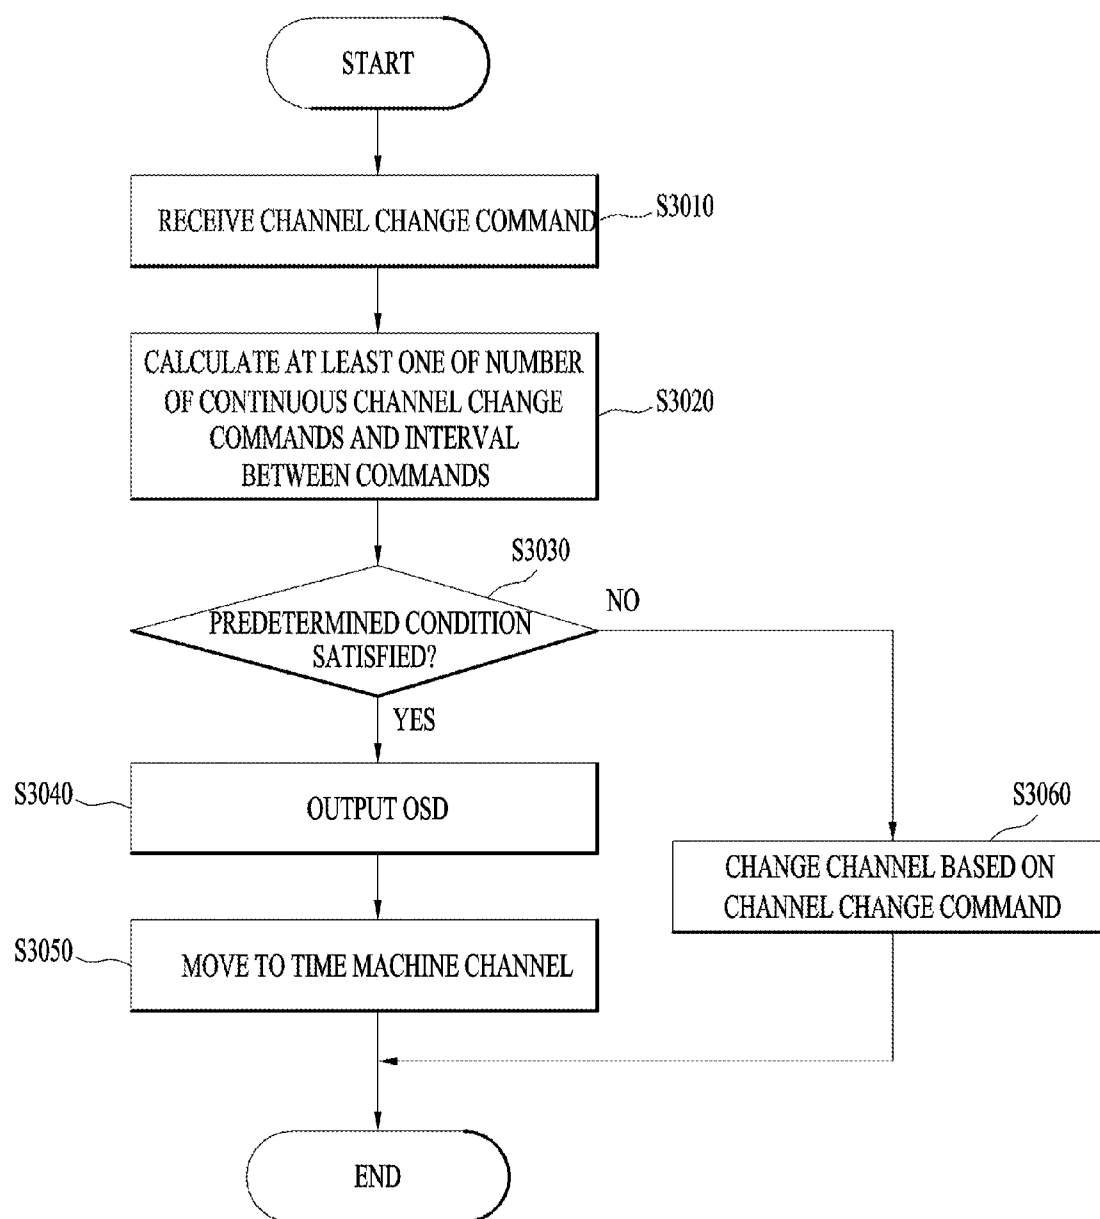 START
RECEIVE CHANNEL CHANGE COMMAND
S3010
CALCULATE AT LEAST ONE OF NUMBER
OF CONTINUOUS CHANNEL CHANGE
COMMANDS AND INTERVAL
BETWEEN COMMANDS
S3020
S3030
PREDETERMINED CONDITION
SATISFIED?
NO
YES
S3040
OUTPUT OSD
S3060
CHANGE CHANNEL BASED ON
CHANNEL CHANGE COMMAND
S3050
MOVE TO TIME MACHINE CHANNEL
END